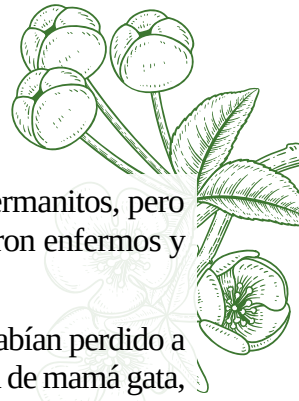 ermanitos, pero
ron enfermos y
abían perdido a
de mamá gata,